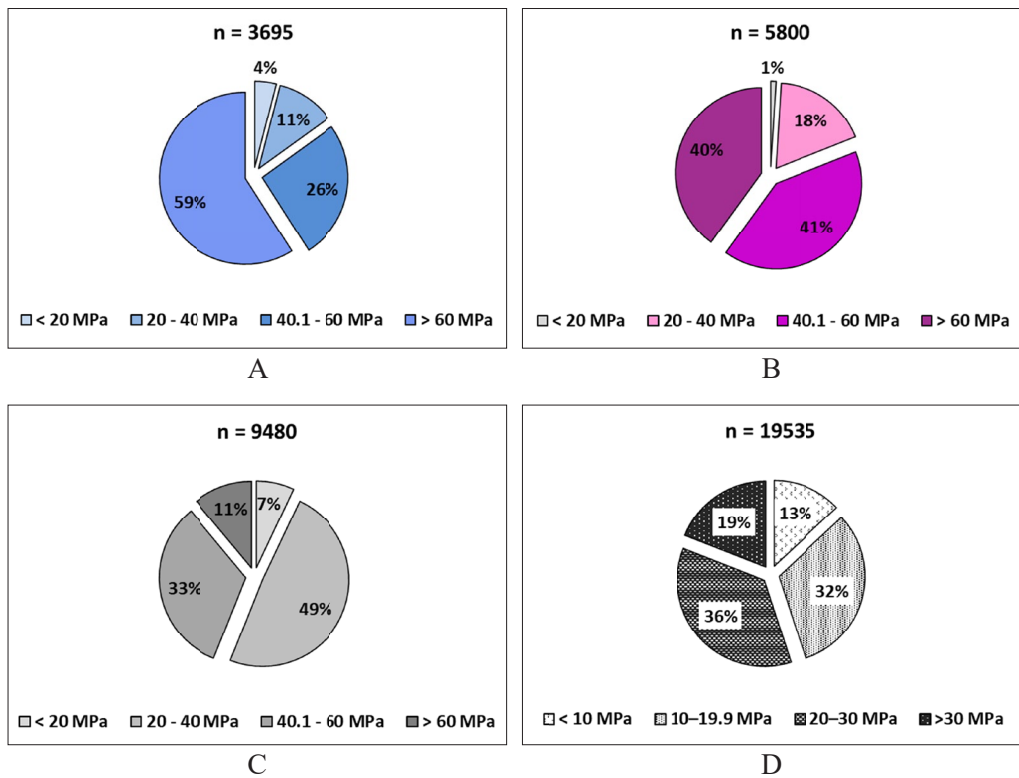 n = 3695
4%
11%
26%
59%
< 20 MPa 20 - 40 MPa 40.1 - 60 MPa > 60 MPa
A
n = 5800
1%
18%
40%
41%
< 20 MPa 20 - 40 MPa 40.1 - 60 MPa > 60 MPa
B
n = 9480
11% 7%
33%
49%
< 20 MPa 20 - 40 MPa 40.1 - 60 MPa > 60 MPa
C
n = 19535
19% 13%
32%
36%
< 10 MPa 10–19.9 MPa 20–30 MPa >30 MPa
D